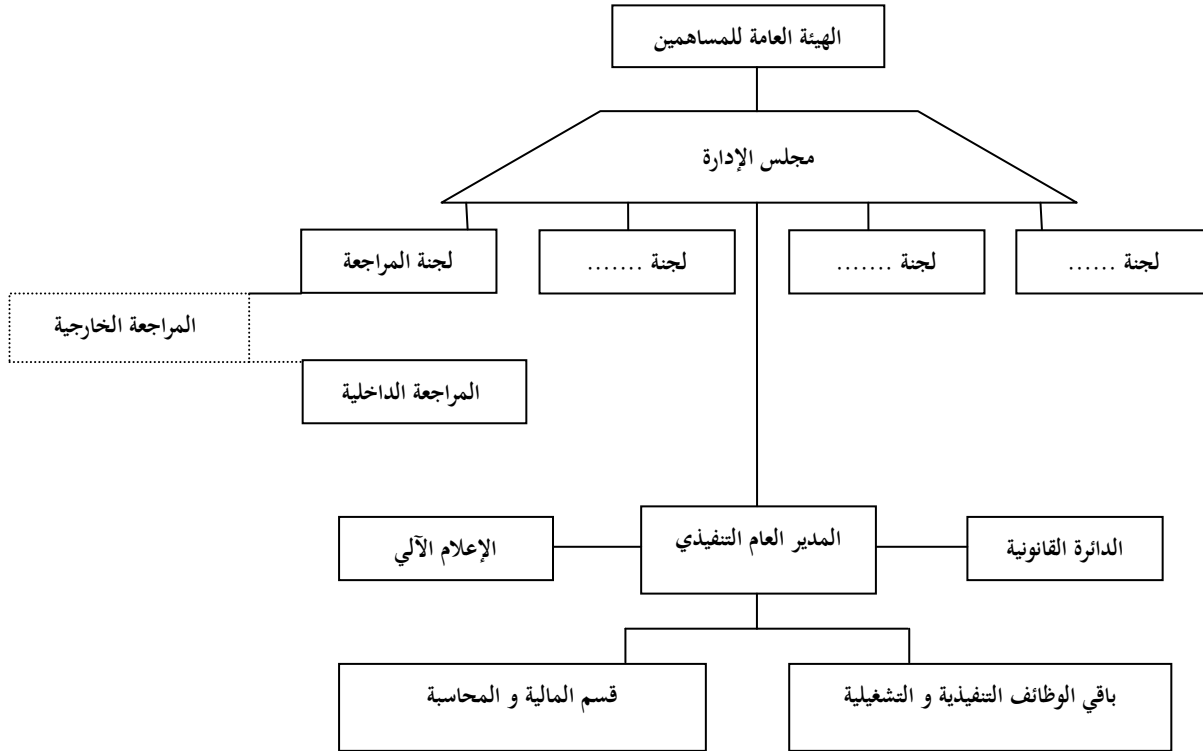 الهيئة العامة للمساهمين
مجلس الإدارة
لجنة ......
لجنة .......
لجنة .......
لجنة المراجعة
المراجعة الخارجية
المراجعة الداخلية
الدائرة القانونية
المدير العام التنفيذي
الإعلام الآلي
باقي الوظائف التنفيذية و التشغيلية
قسم المالية و المحاسبة